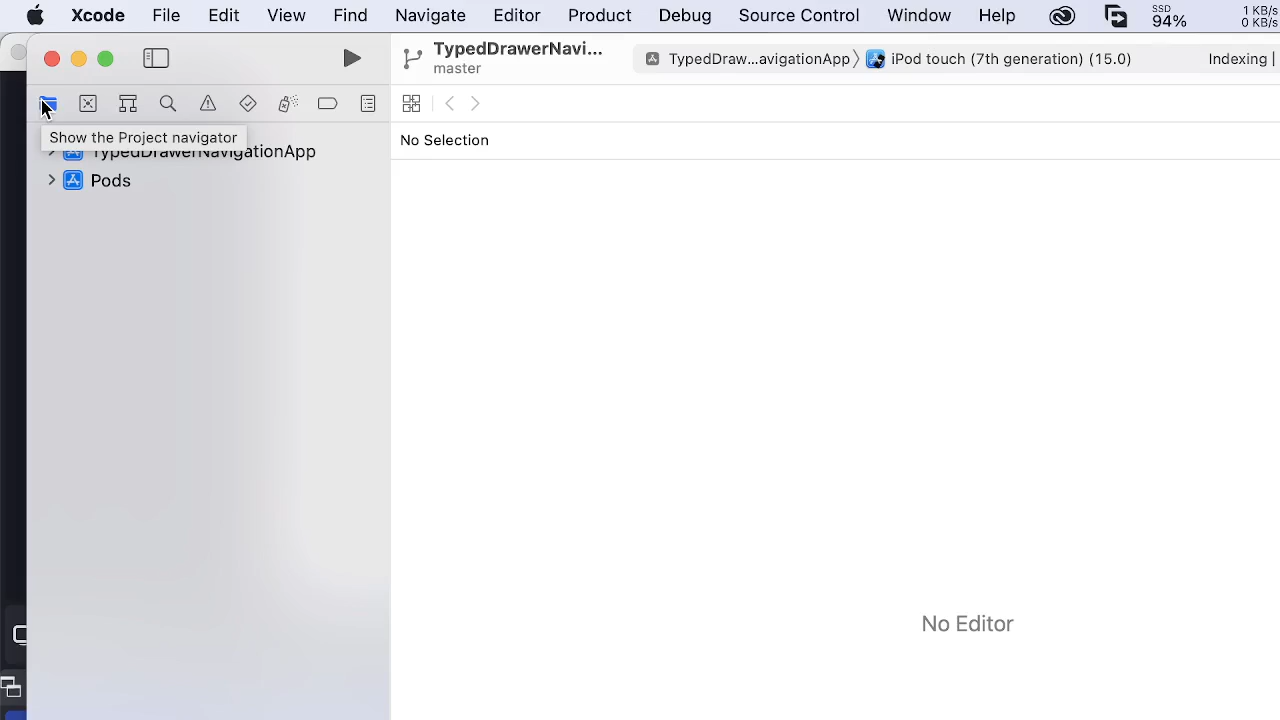 Xcode File Edit View Find Navigate Editor Product Debug Source Control Window Help SSD 94% 1 KB/s 0 KB/s
TypedDrawerNavi...
master
TypedDraw...avigationApp 〉 iPod touch (7th generation) (15.0) Indexing |
Show the Project navigator
No Selection
TypedDrawerNavigationApp
Pods
No Editor